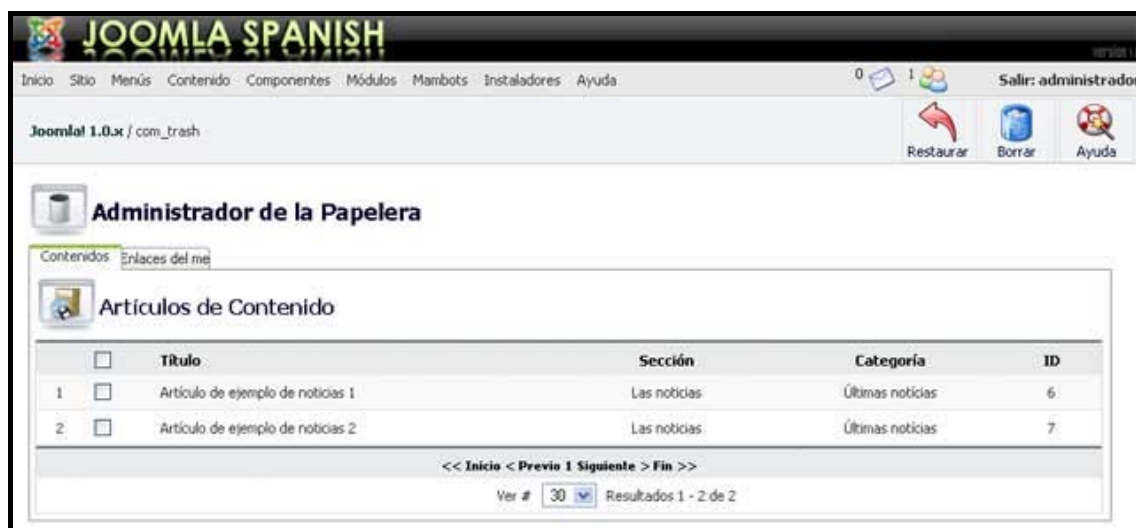 JOOMLA SPANISH
Inicio Sitio Menús Contenido Componentes Módulos Mambots Instaladores Ayuda 0 1 Salir: administrador
Joomla! 1.0.x / com_trash
Restaurar Borrar Ayuda
Administrador de la Papelera
Contenidos Enlaces del me
Artículos de Contenido
Título Sección Categoría ID
1 Artículo de ejemplo de noticias 1 Las noticias Últimas noticias 6
2 Artículo de ejemplo de noticias 2 Las noticias Últimas noticias 7
<< Inicio < Previo 1 Siguiente > Fin >>
Ver # 30 Resultados 1 - 2 de 2